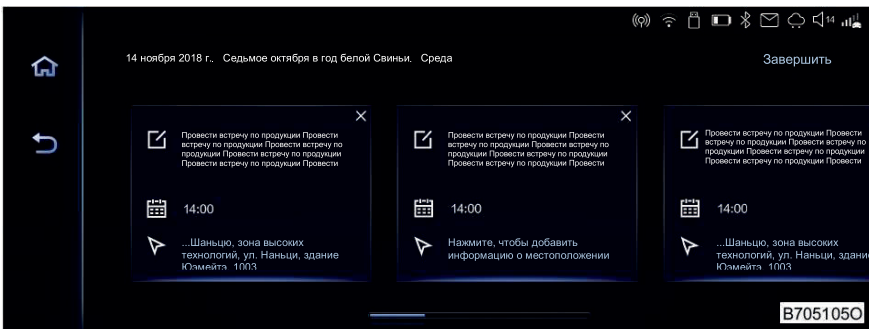 14
14 ноября 2018 г.. Седьмое октября в год белой Свиньи. Среда
Завершить
Провести встречу по продукции Провести
встречу по продукции Провести встречу по
продукции Провести встречу по продукции
Провести встречу по продукции Провести
14:00
...Шаньцю, зона высоких
технологий, ул. Наньци, здание
Юэмейта, 1003
Провести встречу по продукции Провести
встречу по продукции Провести встречу по
продукции Провести встречу по продукции
Провести встречу по продукции Провести
14:00
Нажмите, чтобы добавить
информацию о местоположении
Провести встречу по продукции Провести
встречу по продукции Провести встречу по
продукции Провести встречу по продукции
Провести встречу по продукции Провести
14:00
...Шаньцю, зона высоких
технологий, ул. Наньци, здание
Юэмейта, 1003
B705105O